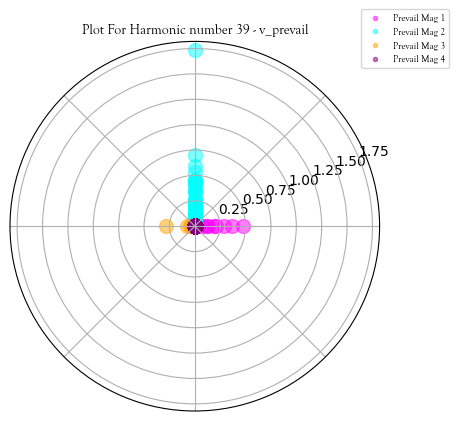 Plot For Harmonic number 39 - v_prevail
Prevail Mag 1
Prevail Mag 2
Prevail Mag 3
Prevail Mag 4
1.75
1.50
1.25
1.00
0.75
0.50
0.25